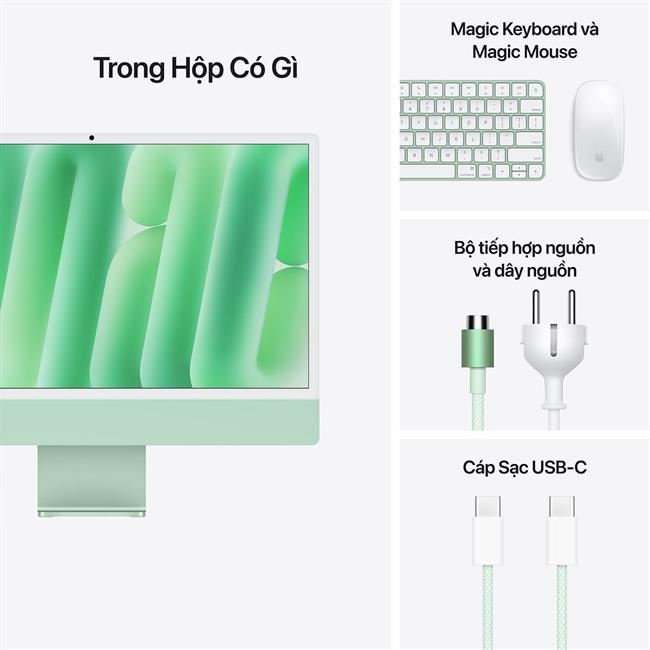 Trong Hộp Có Gì
Magic Keyboard và
Magic Mouse
Bộ tiếp hợp nguồn
và dây nguồn
Cáp Sạc USB-C